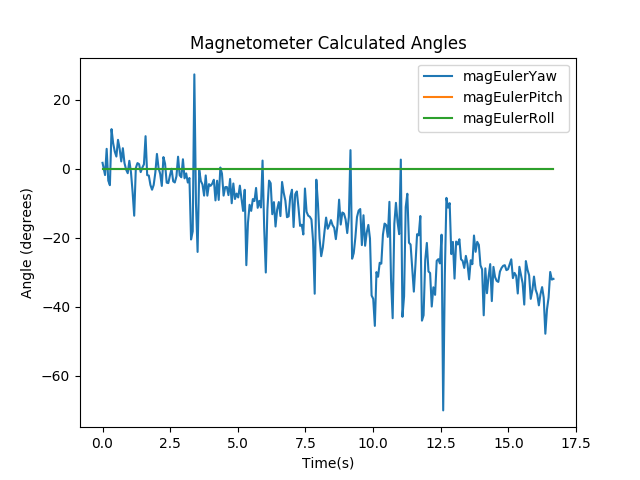 Magnetometer Calculated Angles
magEulerYaw
magEulerPitch
magEulerRoll
20
0
−20
−40
−60
Angle (degrees)
0.0 2.5 5.0 7.5 10.0 12.5 15.0 17.5
Time(s)